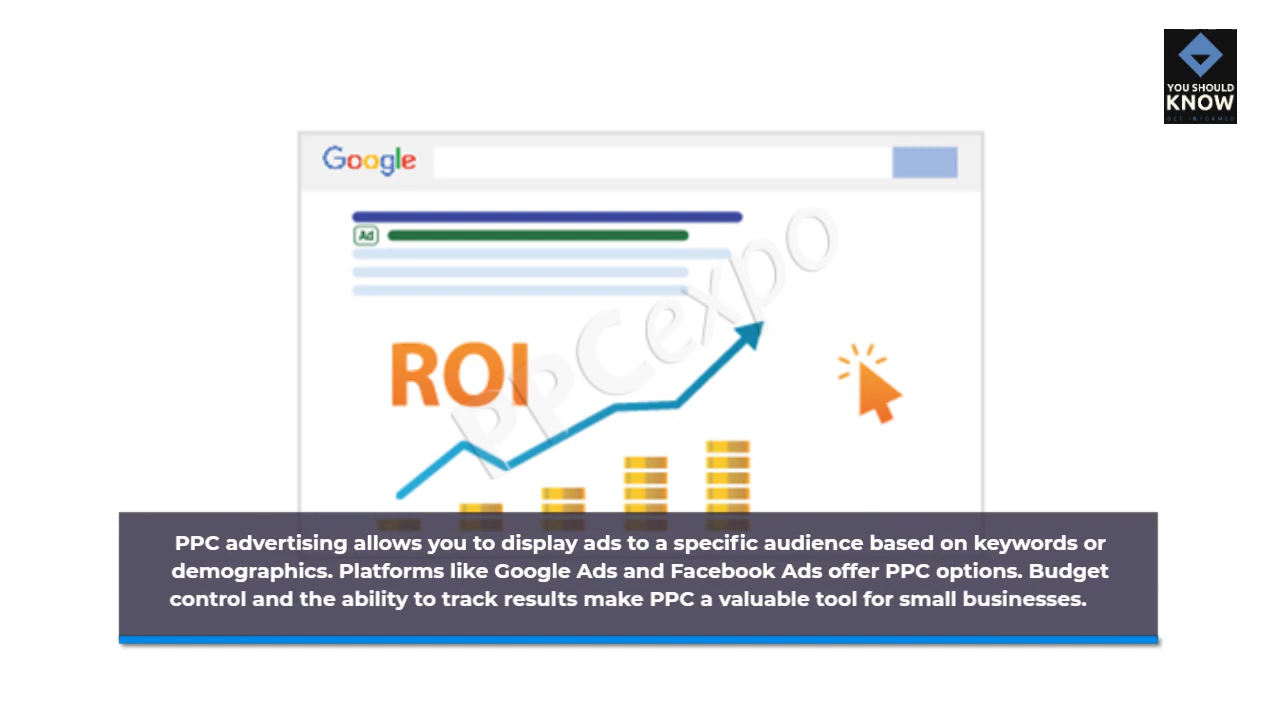 YOU SHOULD
KNOW
GET INFORMED
Google
Ad
PPCexpo
ROI
PPC advertising allows you to display ads to a specific audience based on keywords or
demographics. Platforms like Google Ads and Facebook Ads offer PPC options. Budget
control and the ability to track results make PPC a valuable tool for small businesses.